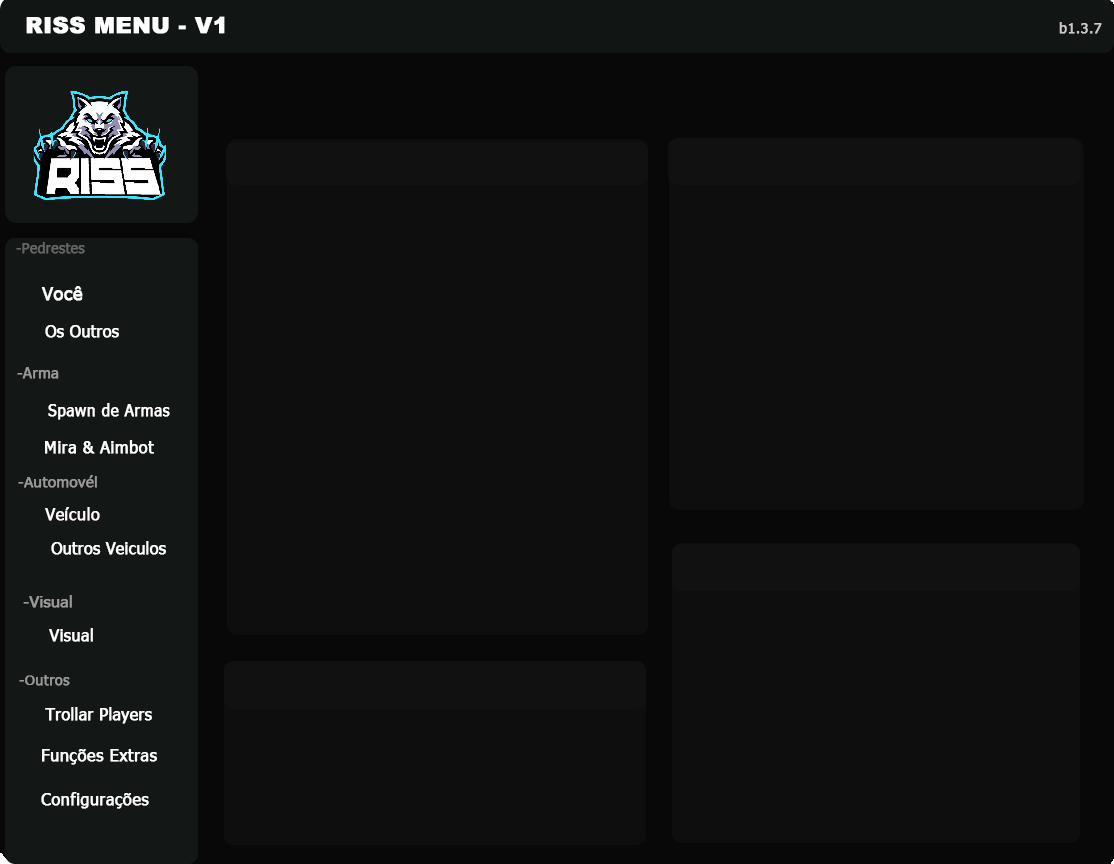 RISS MENU - V1
b1.3.7
RISS
-Pedrestes
Você
Os Outros
-Arma
Spawn de Armas
Mira & Aimbot
-Automovél
Veículo
Outros Veiculos
-Visual
Visual
-Outros
Trollar Players
Funções Extras
Configurações